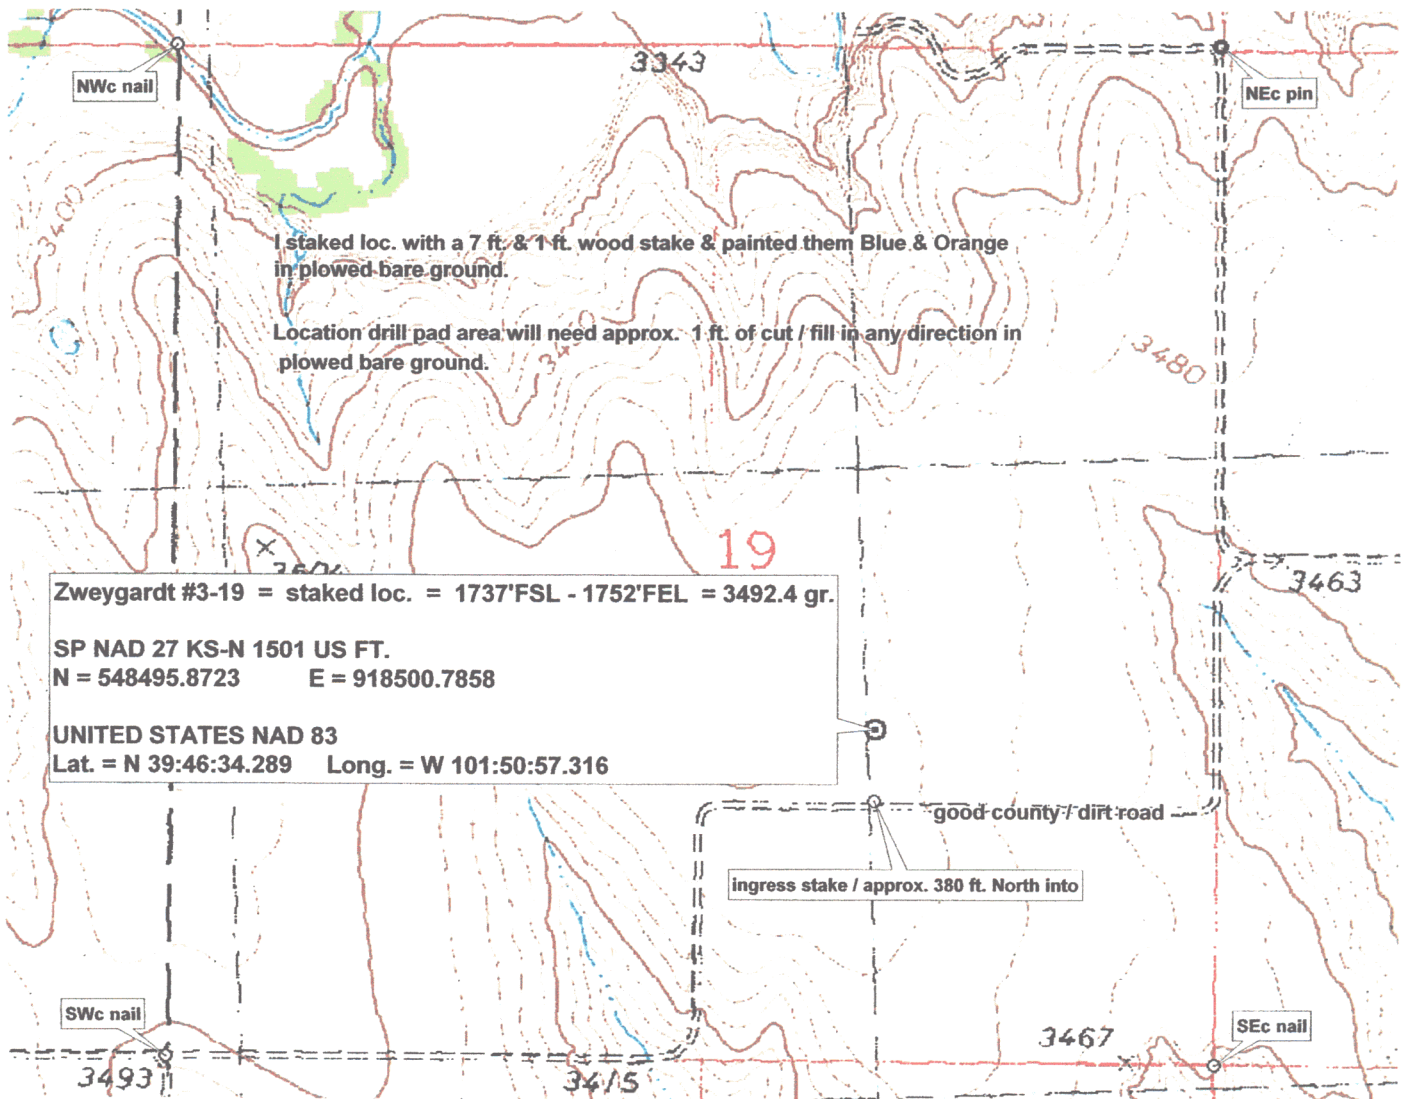 3343
NWc nail
NEc pin
3400
I staked loc. with a 7 ft. & 1 ft. wood stake & painted them Blue & Orange
in plowed bare ground.
Location drill pad area will need approx. 1 ft. of cut / fill in any direction in
plowed bare ground.
3480
19
3463
Zweygardt #3-19 = staked loc. = 1737'FSL - 1752'FEL = 3492.4 gr.
SP NAD 27 KS-N 1501 US FT.
N = 548495.8723 E = 918500.7858
UNITED STATES NAD 83
Lat. = N 39:46:34.289 Long. = W 101:50:57.316
good county / dirt road
ingress stake / approx. 380 ft. North into
SWc nail
SEc nail
3467
3493
3415